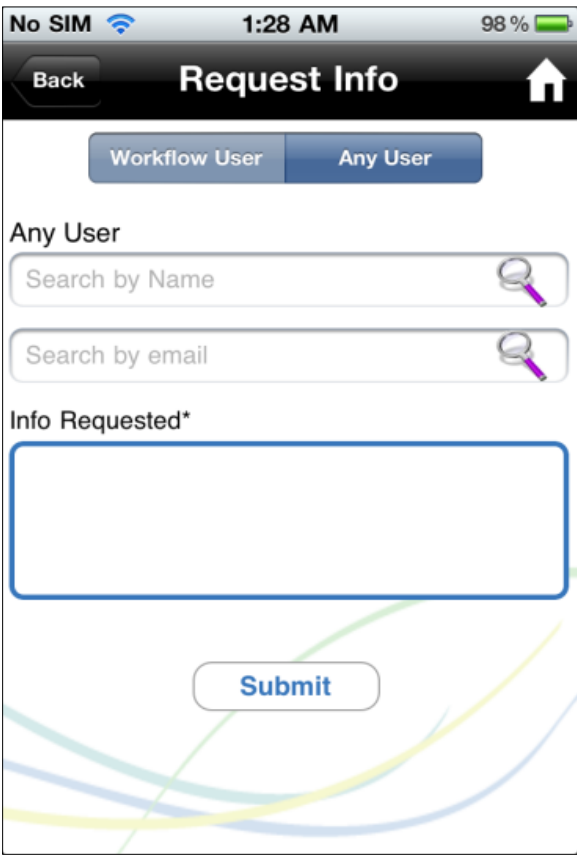 No SIM 1:28 AM 98 %
Back Request Info
Workflow User Any User
Any User
Search by Name
Search by email
Info Requested*
Submit